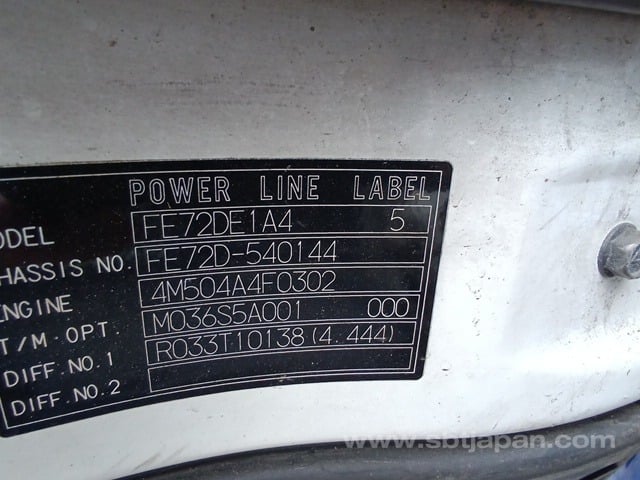 POWER LINE LABEL
ODEL FE72DE1A4 5
HASSIS NO. FE72D-540144
NGINE 4M504A4F0302
T/M·OPT. M036S5A001 000
DIFF.NO.1 R033T10138(4.444)
DIFF.NO.2
www.sbtjapan.com